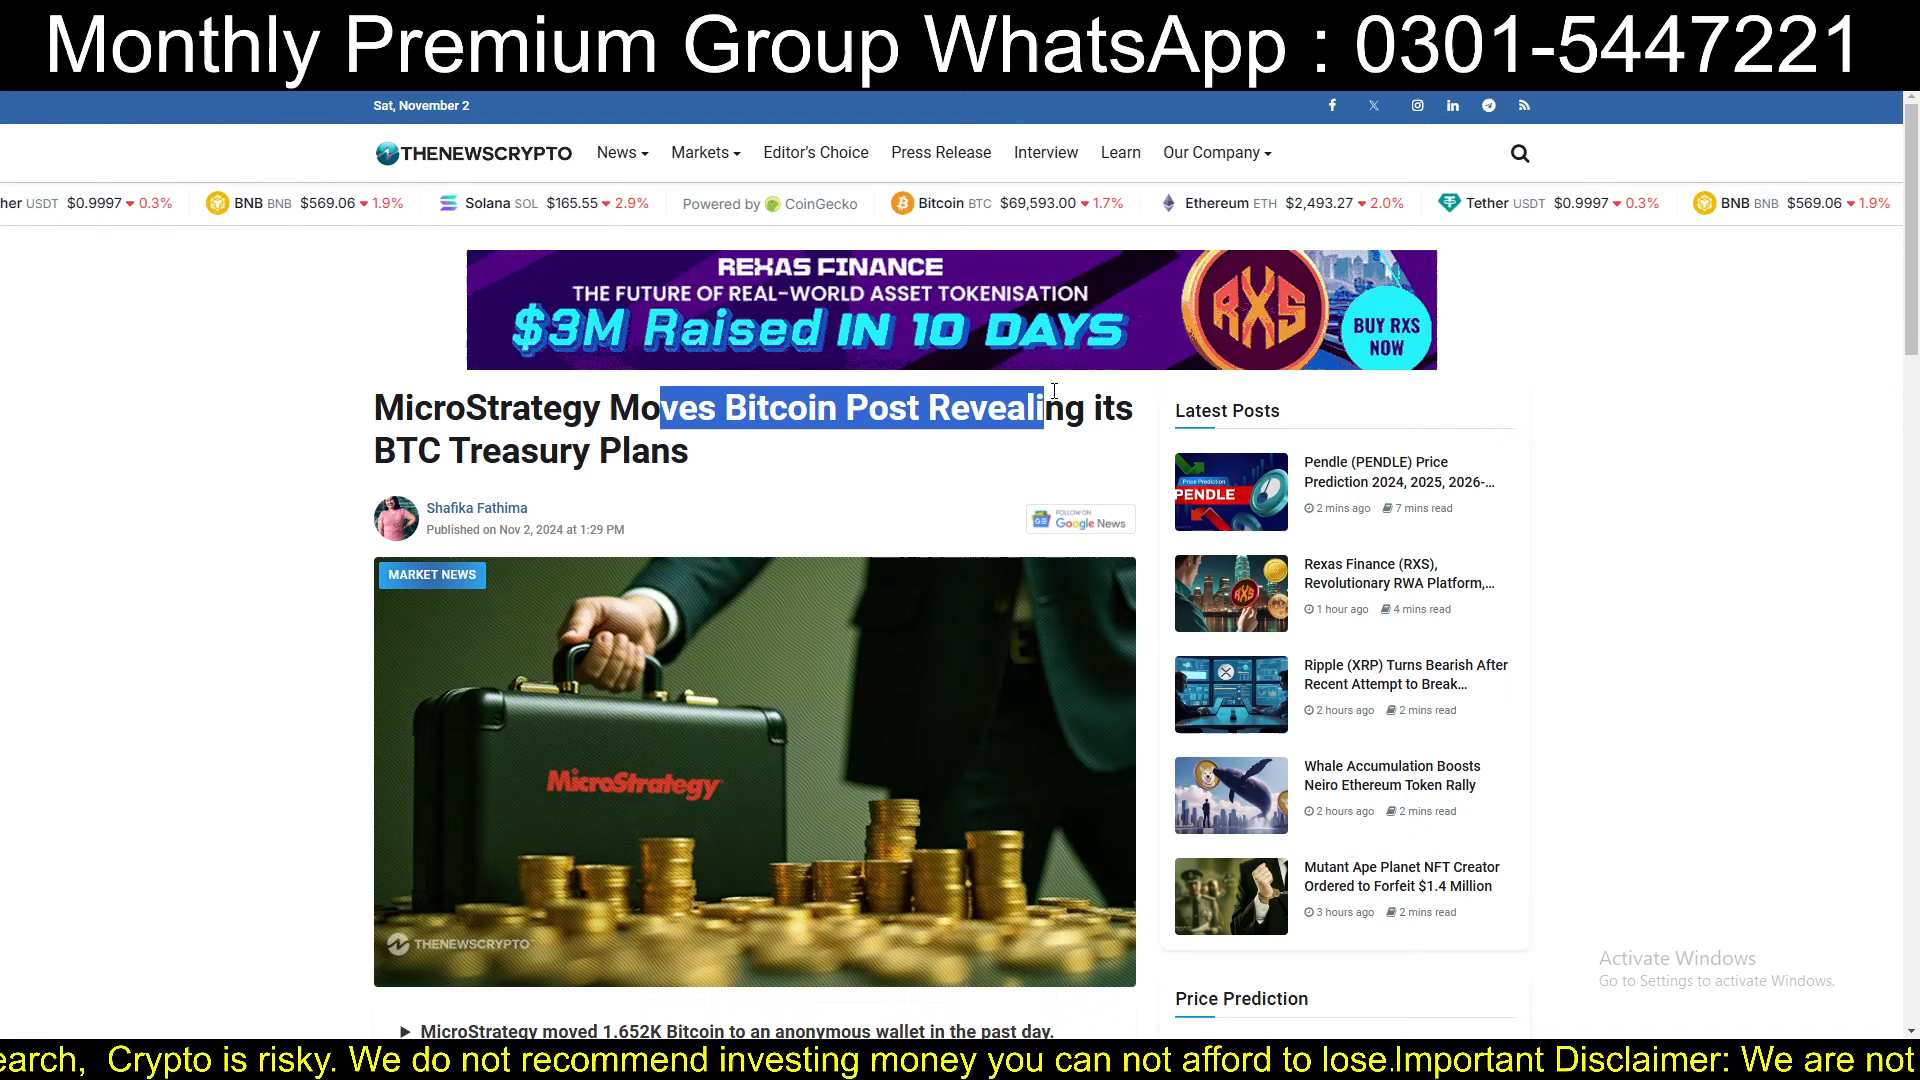 Monthly Premium Group WhatsApp : 0301-5447221
Sat, November 2
THENEWSCRYPTO News Markets Editor's Choice Press Release Interview Learn Our Company
her USDT $0.9997 0.3% BNB BNB $569.06 1.9% Solana SOL $165.55 2.9% Powered by CoinGecko Bitcoin BTC $69,593.00 1.7% Ethereum ETH $2,493.27 2.0% Tether USDT $0.9997 0.3% BNB BNB $569.06 1.9%
REXAS FINANCE
THE FUTURE OF REAL-WORLD ASSET TOKENISATION
$3M Raised IN 10 DAYS
RXS
BUY RXS
NOW
MicroStrategy Moves Bitcoin Post Revealing its
BTC Treasury Plans
Shafika Fathima
Published on Nov 2, 2024 at 1:29 PM
FOLLOW ON
Google News
MARKET NEWS
MicroStrategy
THENEWSCRYPTO
MicroStrategy moved 1.652K Bitcoin to an anonymous wallet in the past day.
Latest Posts
Price Prediction
PENDLE
Pendle (PENDLE) Price
Prediction 2024, 2025, 2026-...
2 mins ago 7 mins read
RXS
Rexas Finance (RXS),
Revolutionary RWA Platform,...
1 hour ago 4 mins read
Ripple (XRP) Turns Bearish After
Recent Attempt to Break...
2 hours ago 2 mins read
Whale Accumulation Boosts
Neiro Ethereum Token Rally
2 hours ago 2 mins read
Mutant Ape Planet NFT Creator
Ordered to Forfeit $1.4 Million
3 hours ago 2 mins read
Price Prediction
Activate Windows
Go to Settings to activate Windows.
earch, Crypto is risky. We do not recommend investing money you can not afford to lose.Important Disclaimer: We are not